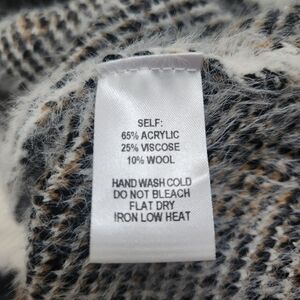 SELF:
65% ACRYLIC
25% VISCOSE
10% WOOL
HAND WASH COLD
DO NOT BLEACH
FLAT DRY
IRON LOW HEAT